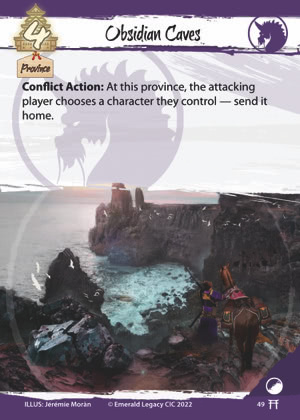 Obsidian Caves
4
Province
Conflict Action: At this province, the attacking
player chooses a character they control — send it
home.
ILLUS: Jérémie Moràn © Emerald Legacy CIC 2022 49